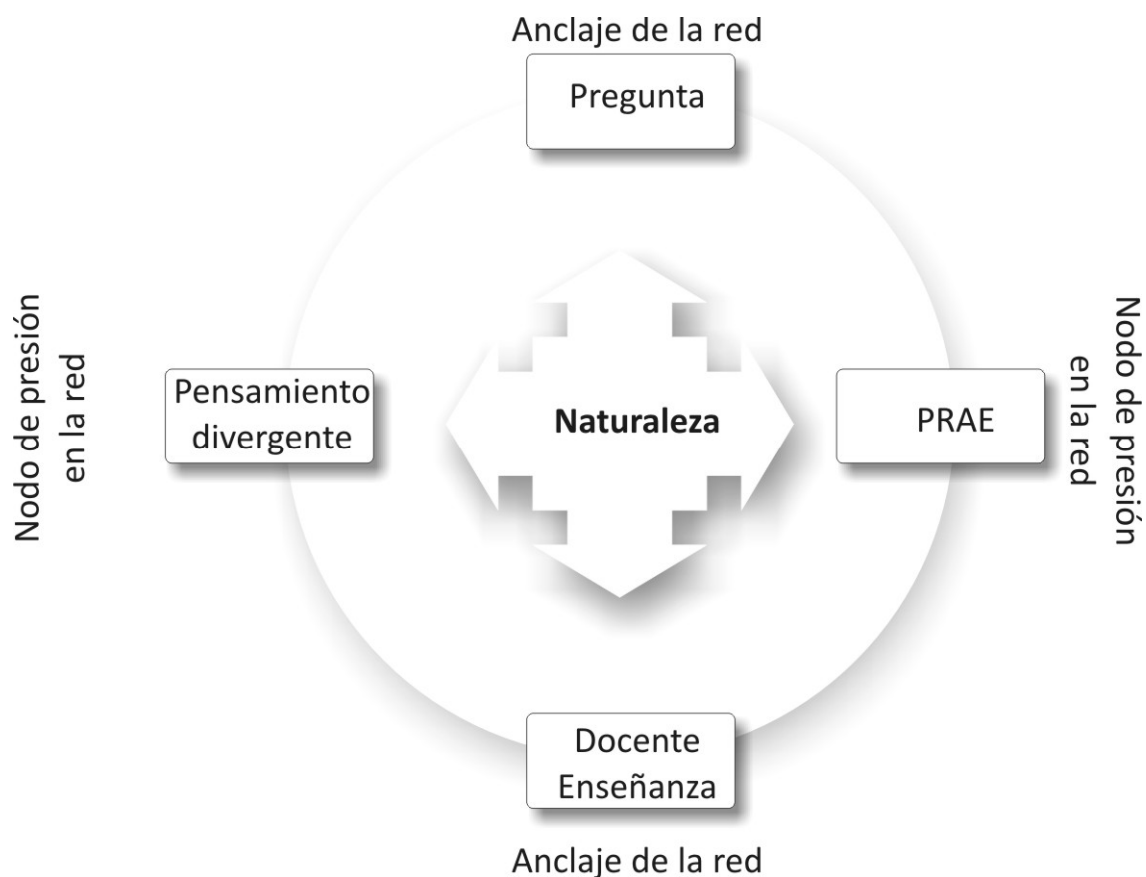 Anclaje de la red
Pregunta
Nodo de presión
en la red
Pensamiento
divergente
Naturaleza
PRAE
Nodo de presión
en la red
Docente
Enseñanza
Anclaje de la red